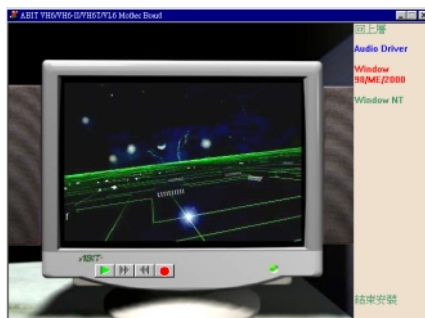 ABIT VH6/VH6-II/VH6T/VL6 Mother Board
回上層
Audio Driver
Window
98/ME/2000
Window NT
ABIT
結束安裝